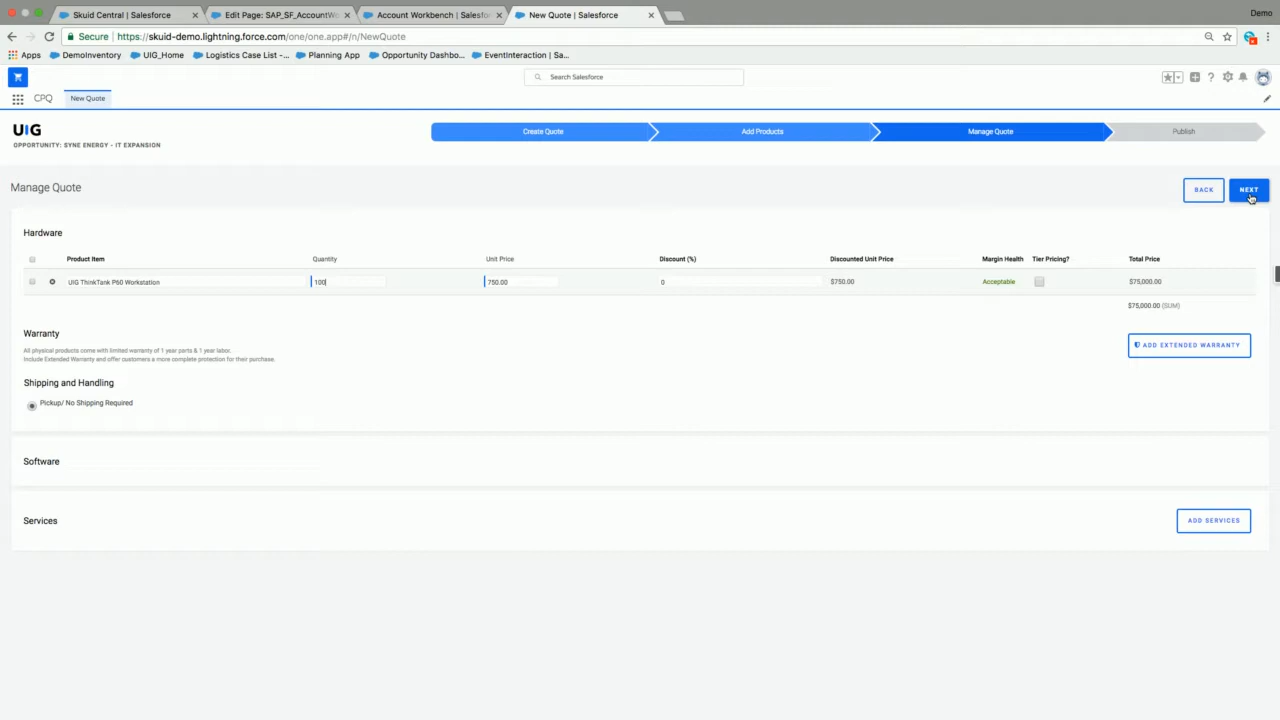 Skuid Central | Salesforce
Edit Page: SAP_SF_AccountW
Account Workbench | Salesfo
New Quote | Salesforce
Demo
Secure https://skuid-demo.lightning.force.com/one/one.app#/n/NewQuote
Apps DemoInventory UIG_Home Logistics Case List -... Planning App Opportunity Dashbo... EventInteraction | Sa...
Search Salesforce
CPQ New Quote
UIG
OPPORTUNITY: SYNE ENERGY - IT EXPANSION
Create Quote Add Products Manage Quote Publish
Manage Quote
BACK NEXT
Hardware
Product Item Quantity Unit Price Discount (%) Discounted Unit Price Margin Health Tier Pricing? Total Price
UIG ThinkTank P60 Workstation 100 750.00 0 $750.00 Acceptable $75,000.00
$75,000.00 (SUM)
Warranty
All physical products come with limited warranty of 1 year parts & 1 year labor.
Include Extended Warranty and offer customers a more complete protection for their purchase.
ADD EXTENDED WARRANTY
Shipping and Handling
Pickup/ No Shipping Required
Software
Services
ADD SERVICES